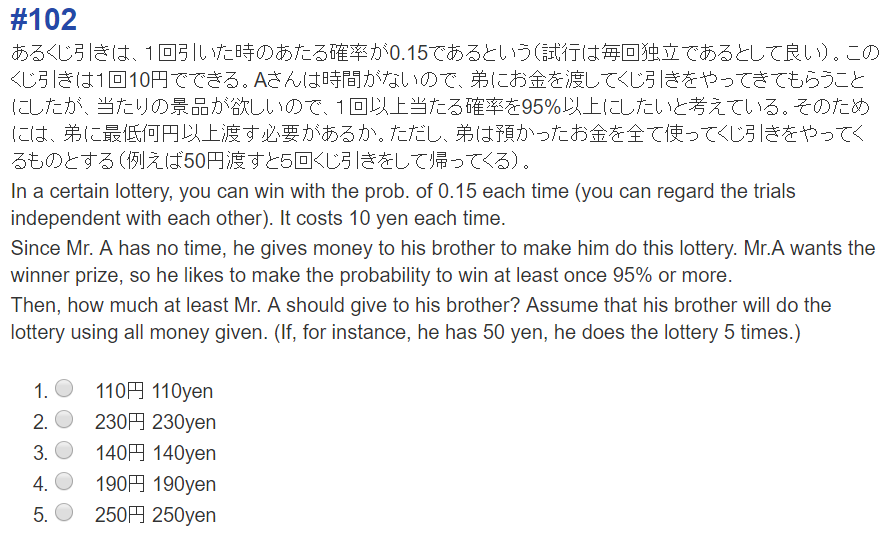 #102
あるくじ引きは、１回引いた時のあたる確率が0.15であるという（試行は毎回独立であるとして良い）。この
くじ引きは1回10円でできる。Aさんは時間がないので、弟にお金を渡してくじ引きをやってきてもらうこと
にしたが、当たりの景品が欲しいので、１回以上当たる確率を95%以上にしたいと考えている。そのため
には、弟に最低何円以上渡す必要があるか。ただし、弟は預かったお金を全て使ってくじ引きをやってく
るものとする（例えば50円渡すと5回くじ引きをして帰ってくる）。
In a certain lottery, you can win with the prob. of 0.15 each time (you can regard the trials
independent with each other). It costs 10 yen each time.
Since Mr. A has no time, he gives money to his brother to make him do this lottery. Mr.A wants the
winner prize, so he likes to make the probability to win at least once 95% or more.
Then, how much at least Mr. A should give to his brother? Assume that his brother will do the
lottery using all money given. (If, for instance, he has 50 yen, he does the lottery 5 times.)
1. 110円 110yen
2. 230円 230yen
3. 140円 140yen
4. 190円 190yen
5. 250円 250yen